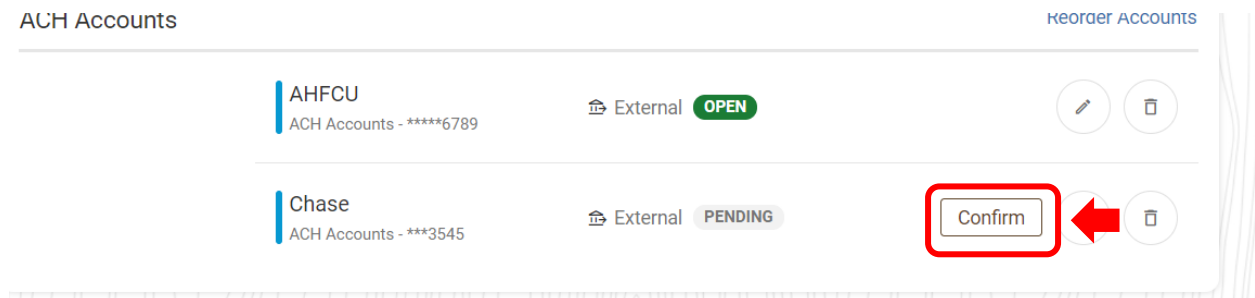 ACH Accounts
Reorder Accounts
AHFCU
ACH Accounts - *****6789
External OPEN
Chase
ACH Accounts - ***3545
External PENDING
Confirm